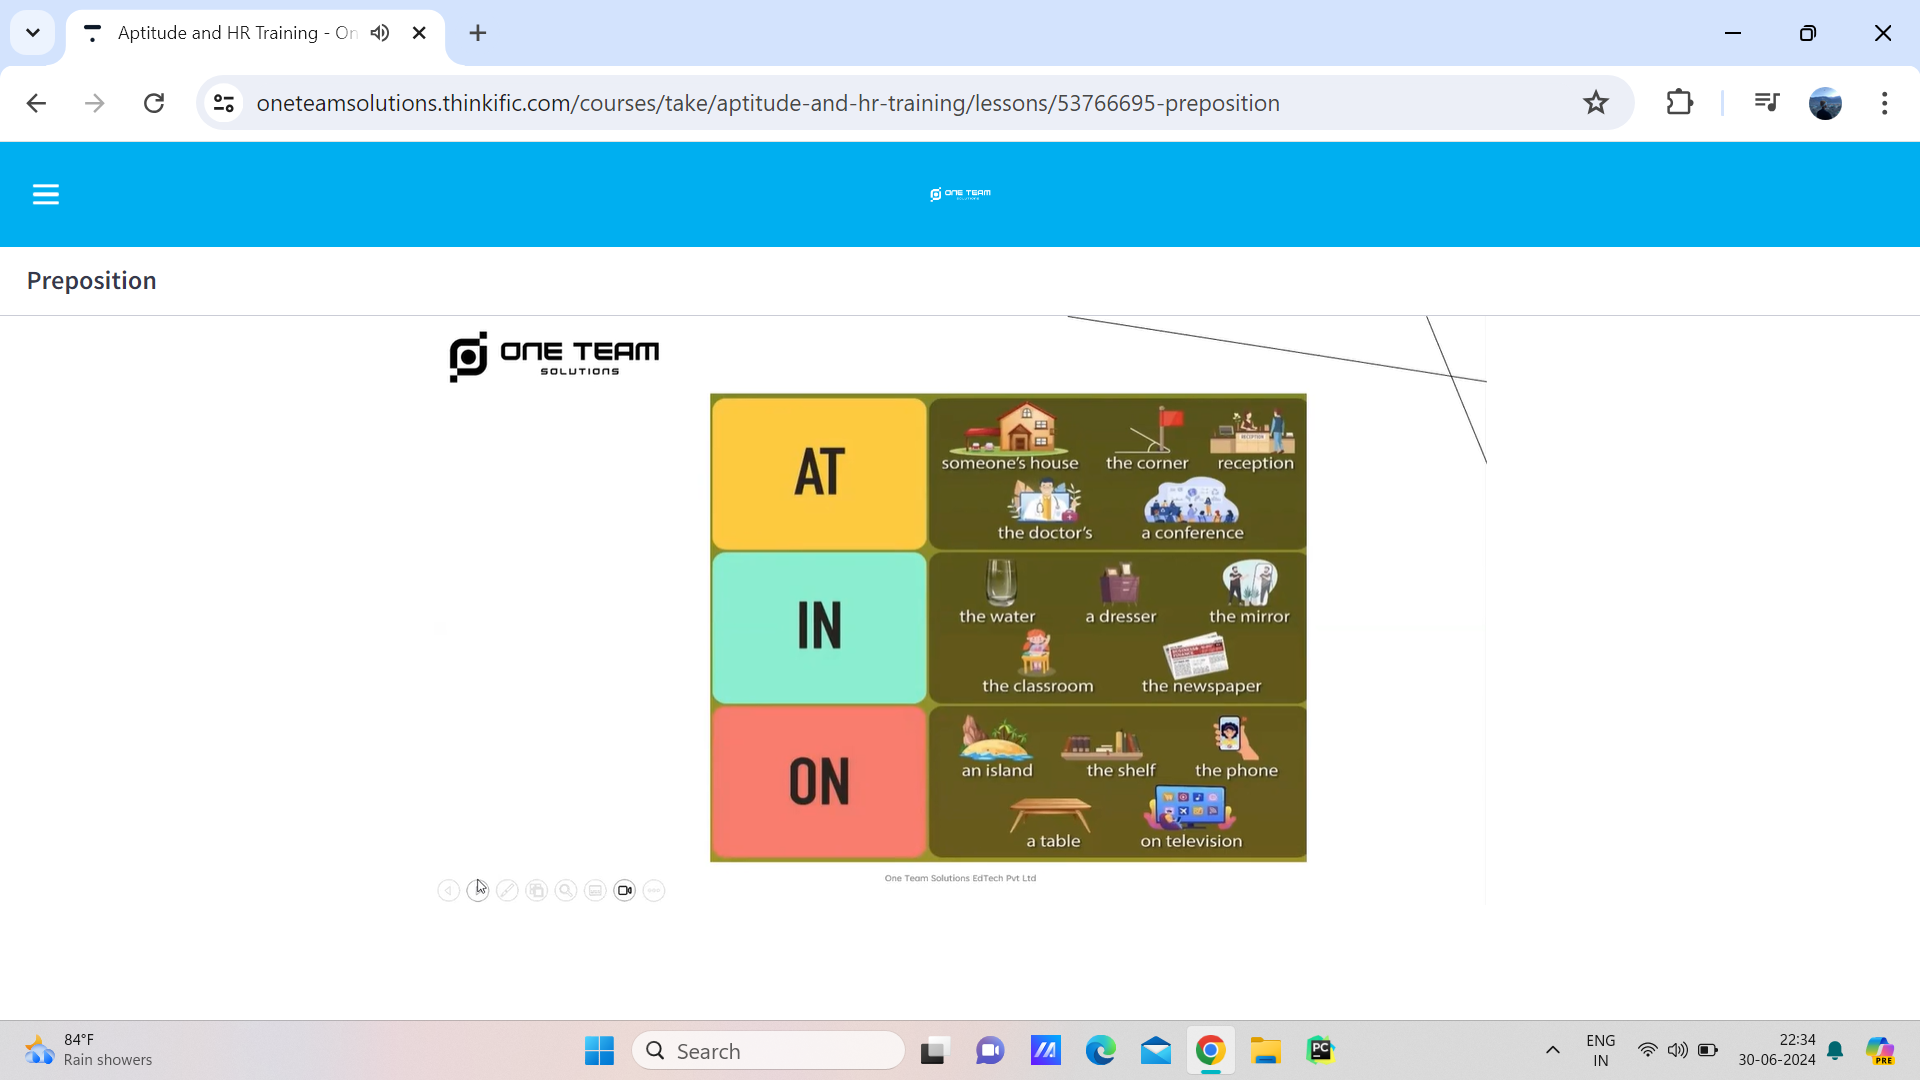 Aptitude and HR Training - On
oneteamsolutions.thinkific.com/courses/take/aptitude-and-hr-training/lessons/53766695-preposition
ONE TEAM
SOLUTIONS
Preposition
ONE TEAM
SOLUTIONS
AT
someone's house the corner reception
RECEPTION
the doctor's a conference
IN
the water a dresser the mirror
the classroom the newspaper
ON
an island the shelf the phone
a table on television
One Team Solutions EdTech Pvt Ltd
84°F
Rain showers
Search
PC
ENG
IN
22:34
30-06-2024
PRE